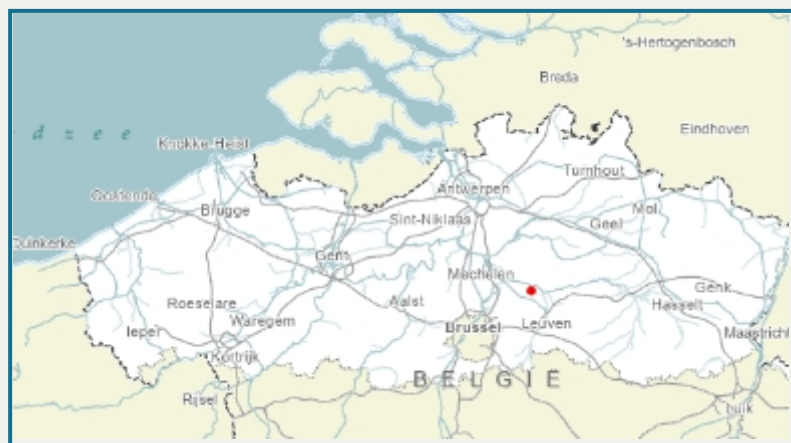 's-Hertogenbosch
Breda
d z e e
Eindhoven
Knokke-Heist
Turnhout
Antwerpen
Oostende
Mol
Brugge
Sint-Niklaas
Geel
Duinkerke
Gent
Mechelen
Genk
Roeselare
Aalst
Hasselt
Ieper
Waregem
Brussel
Leuven
Maastricht
Kortrijk
BELGIË
Rijsel
Luik